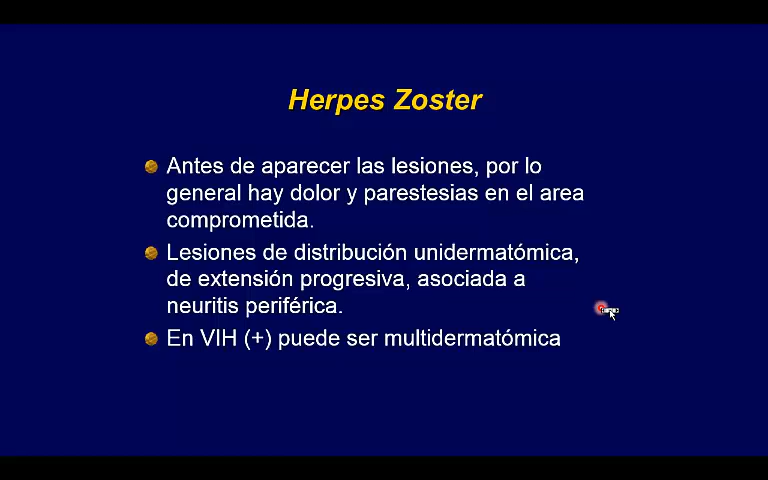 Herpes Zoster
Antes de aparecer las lesiones, por lo
general hay dolor y parestesias en el area
comprometida.
Lesiones de distribución unidermatómica,
de extensión progresiva, asociada a
neuritis periférica.
En VIH (+) puede ser multidermatómica